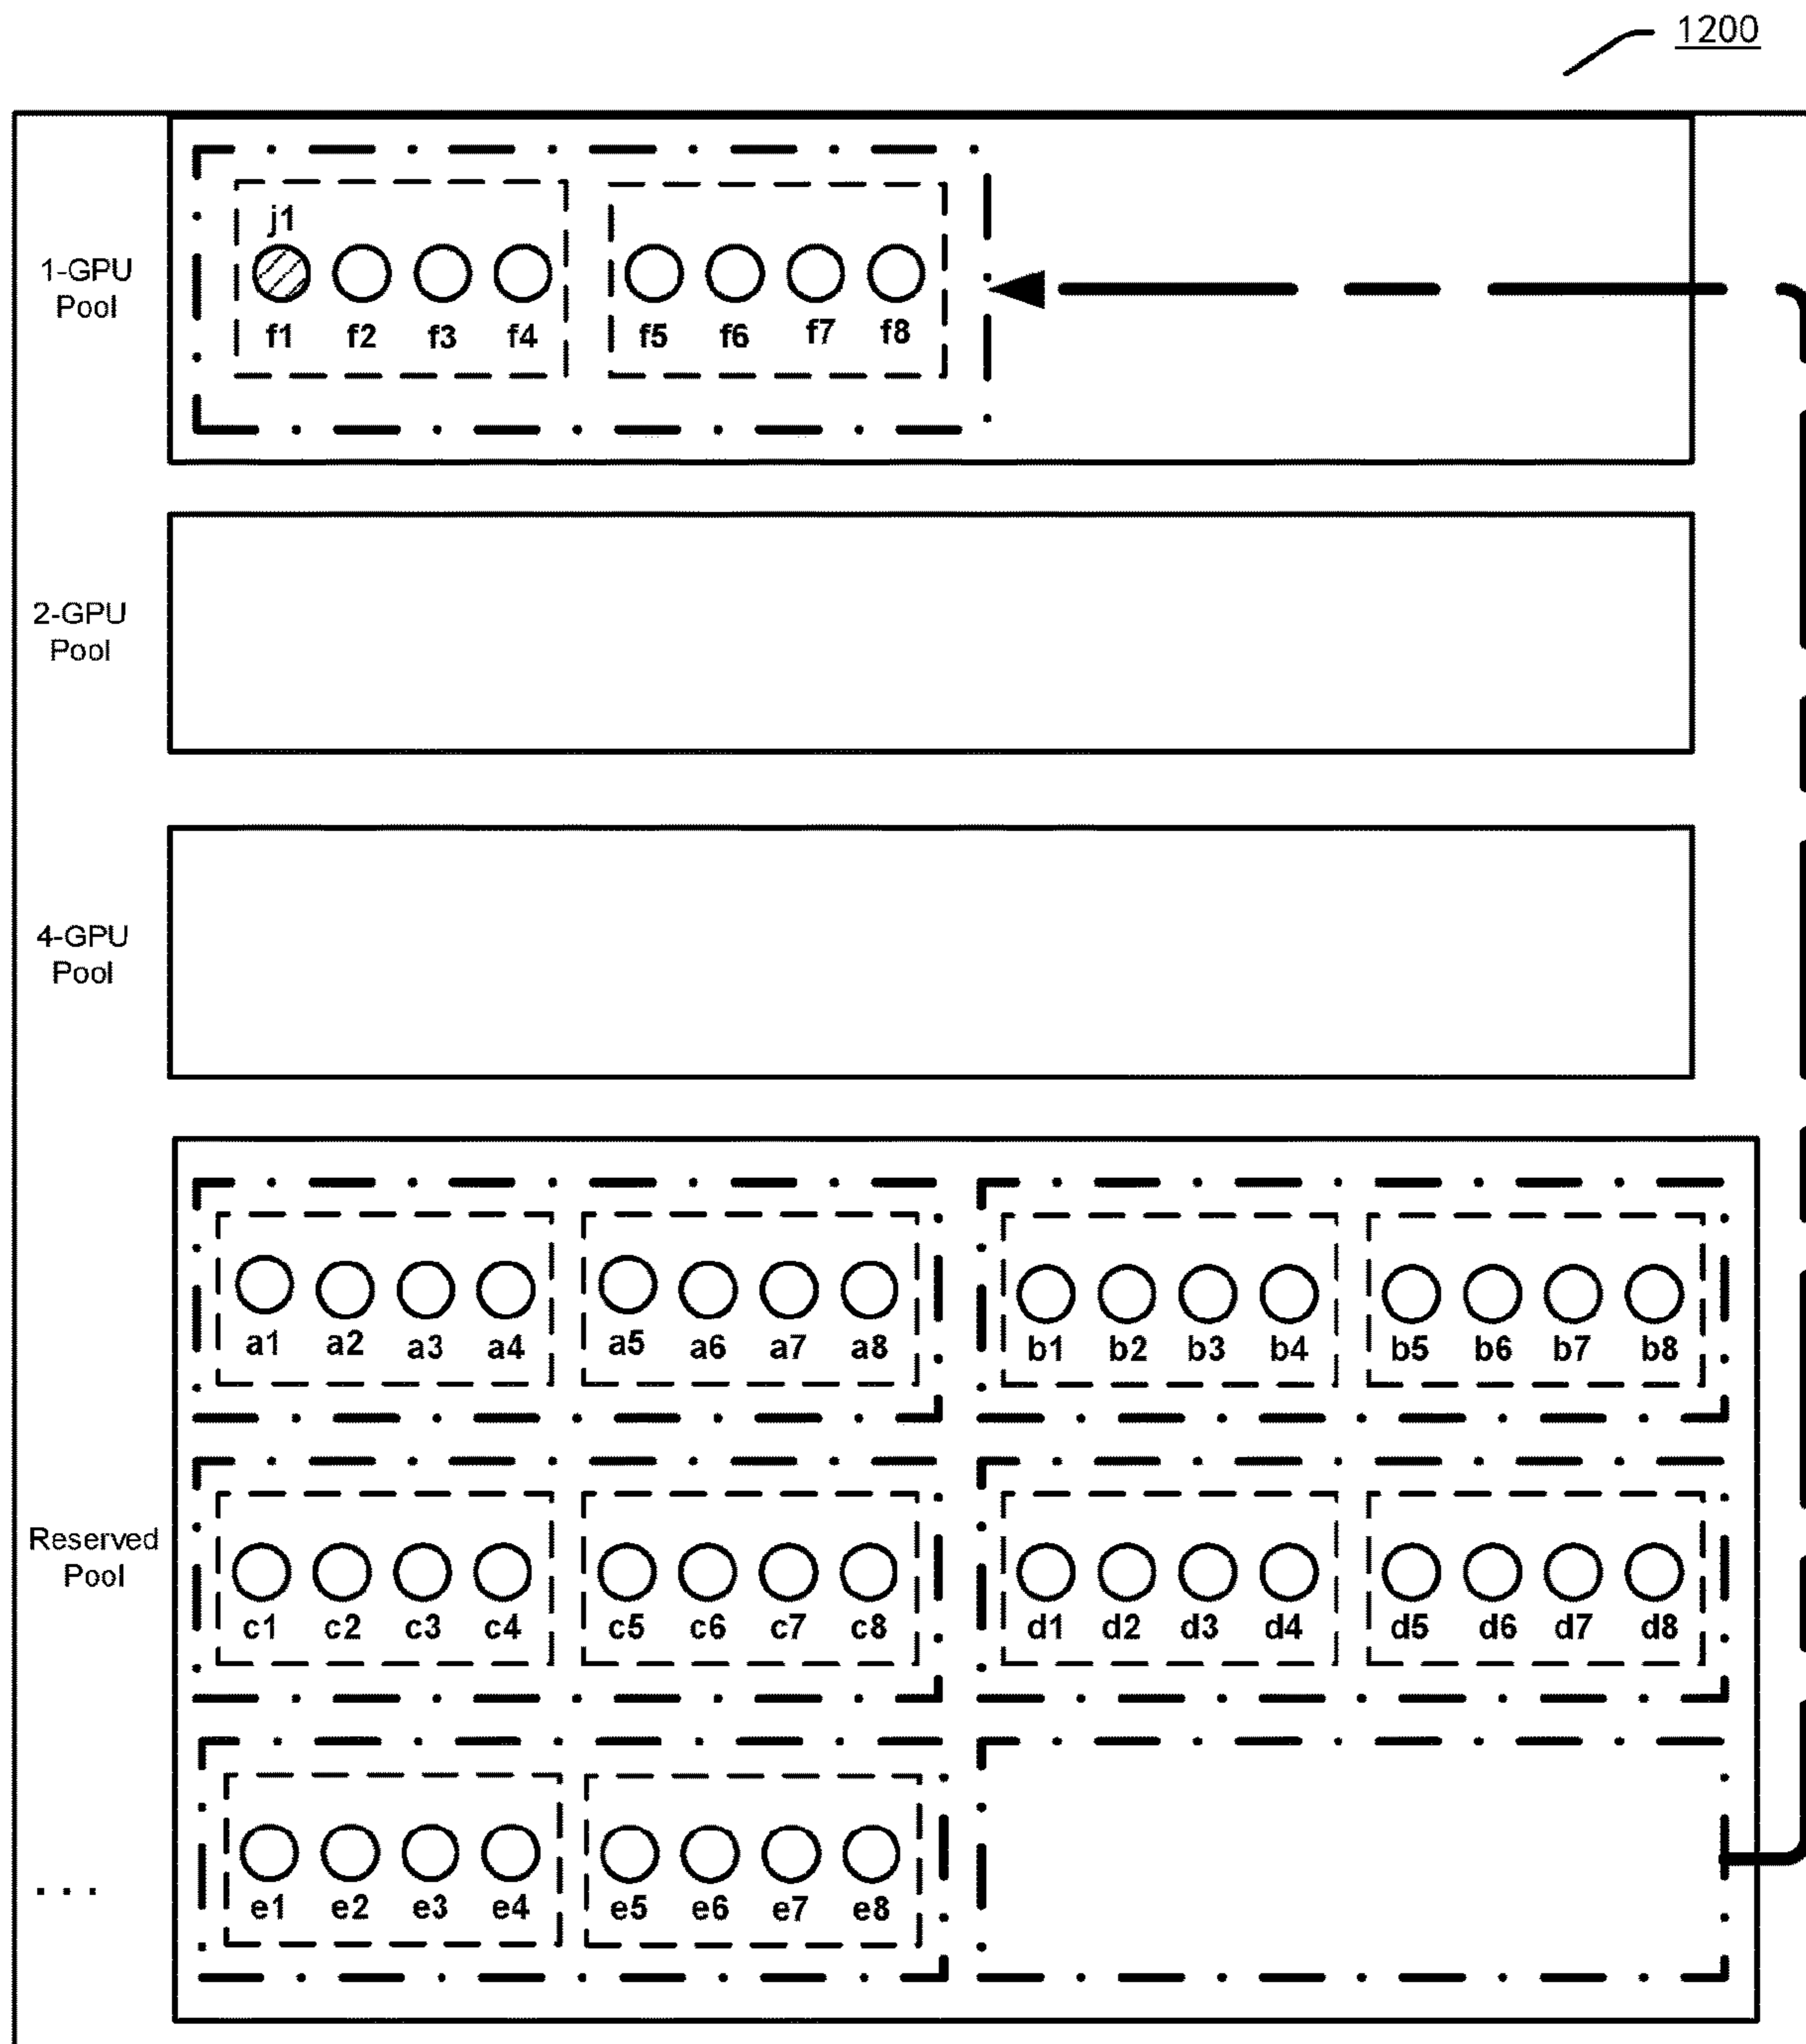 1200
j1
f1 f2 f3 f4 f5 f6 f7 f8
1-GPU
Pool
2-GPU
Pool
4-GPU
Pool
a1 a2 a3 a4 a5 a6 a7 a8 b1 b2 b3 b4 b5 b6 b7 b8
Reserved
Pool
c1 c2 c3 c4 c5 c6 c7 c8 d1 d2 d3 d4 d5 d6 d7 d8
...
e1 e2 e3 e4 e5 e6 e7 e8